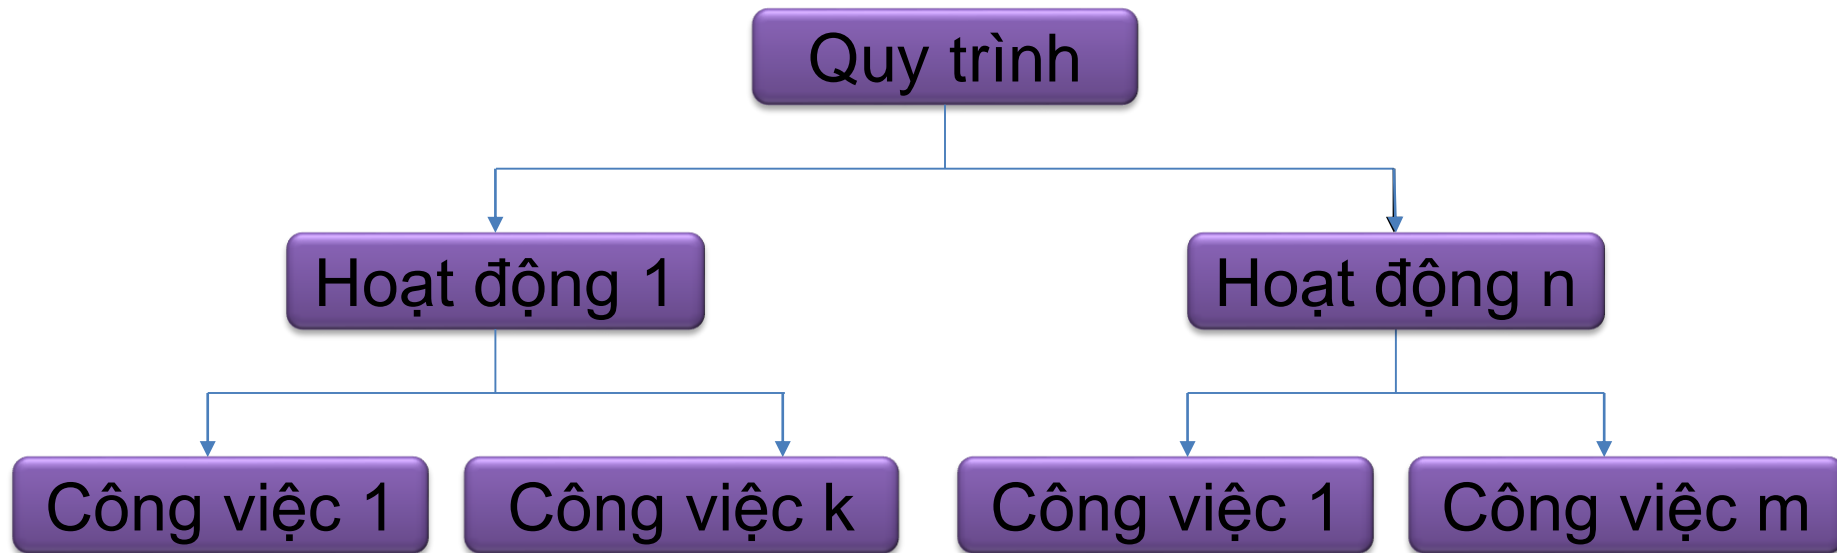 Quy trình
Hoạt động 1
Hoạt động n
Công việc 1
Công việc k
Công việc 1
Công việc m